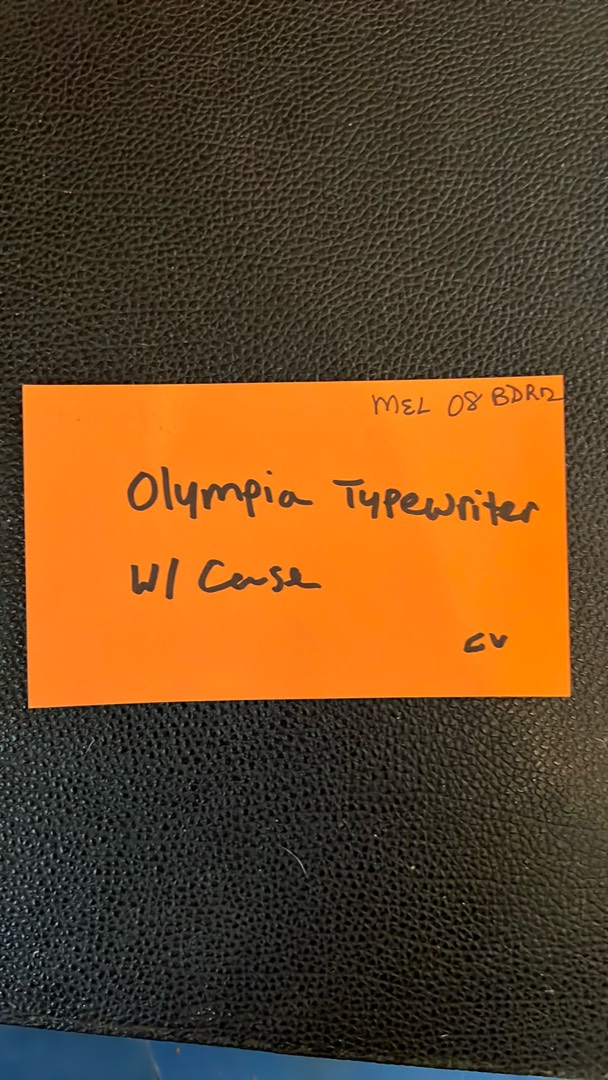 MEL 08 BDR2
Olympia Typewriter
W/ Case
CV